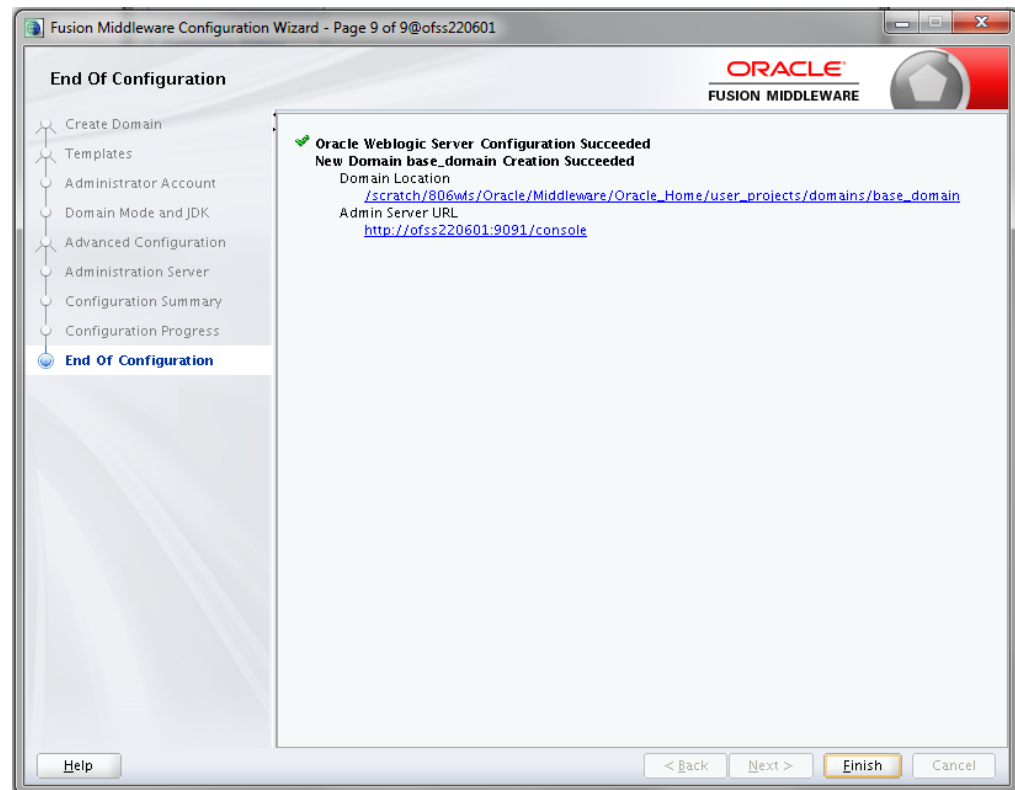 Fusion Middleware Configuration Wizard - Page 9 of 9@ofss220601
End Of Configuration
ORACLE
FUSION MIDDLEWARE
Create Domain
Templates
Administrator Account
Domain Mode and JDK
Advanced Configuration
Administration Server
Configuration Summary
Configuration Progress
End Of Configuration
Oracle Weblogic Server Configuration Succeeded
New Domain base_domain Creation Succeeded
Domain Location
/scratch/806wls/Oracle/Middleware/Oracle_Home/user_projects/domains/base_domain
Admin Server URL
http://ofss220601:9091/console
Help
< Back Next > Finish Cancel